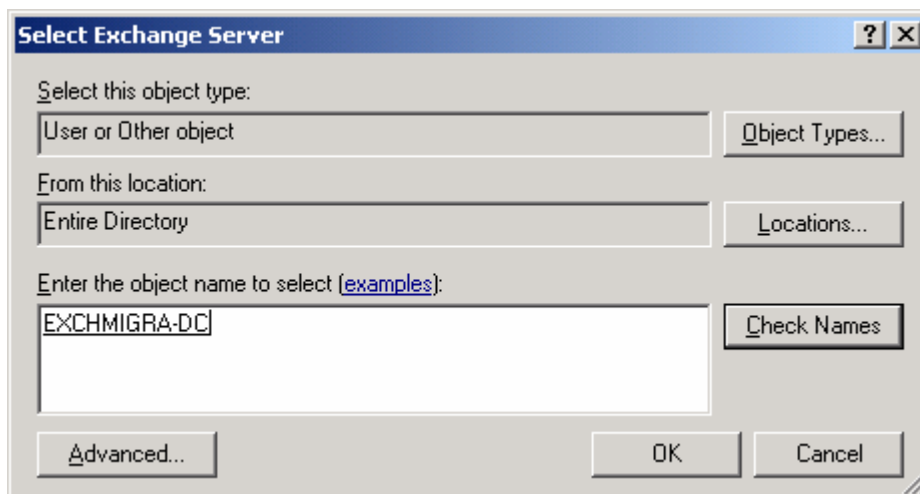 Select Exchange Server
Select this object type:
User or Other object
Object Types...
From this location:
Entire Directory
Locations...
Enter the object name to select (examples):
EXCHMIGRA-DC
Check Names
Advanced...
OK
Cancel